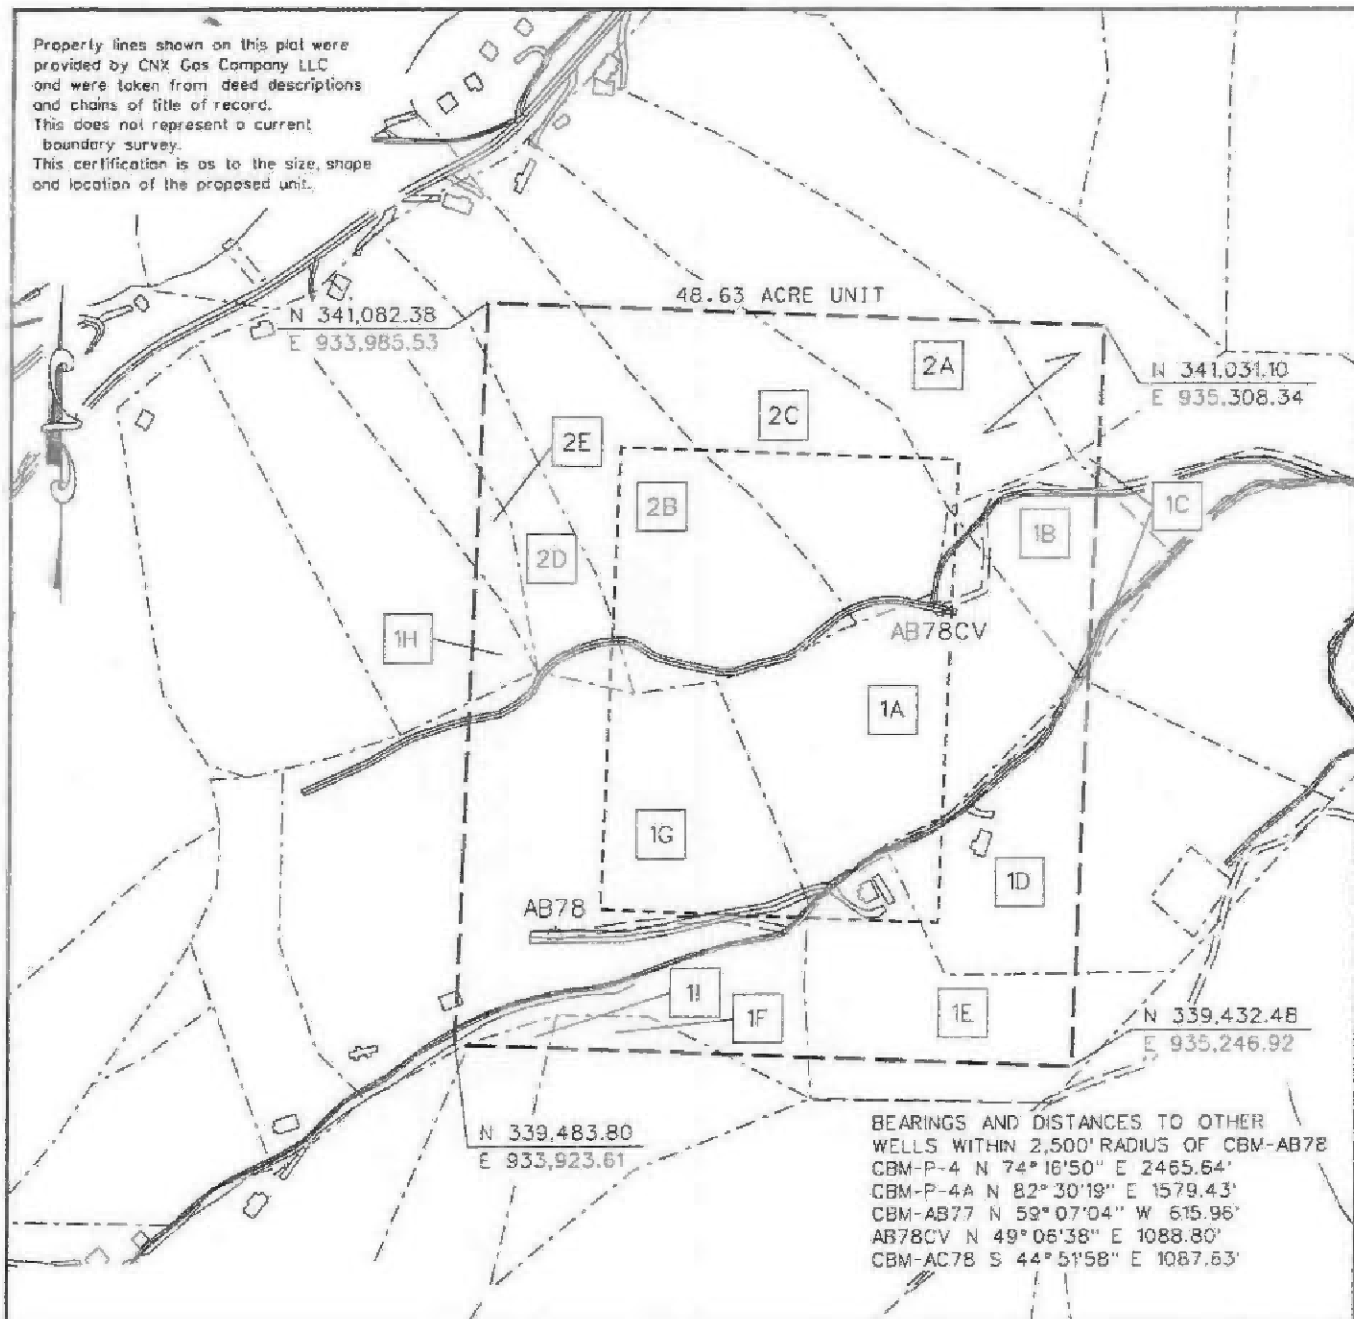 Property lines shown on this plat were
provided by CNX Gas Company LLC
and were taken from deed descriptions
and chains of title of record.
This does not represent a current
boundary survey.
This certification is as to the size, shape
and location of the proposed unit.
48.63 ACRE UNIT
N 341,082.38
E 933,985.53
N 341,031.10
E 935,308.34
2A
2C
2E
2B
1C
1B
2D
1H
AB78CV
1A
1G
1D
AB78
1I
1F
1E
N 339,432.48
E 935,246.92
N 339,483.80
E 933,923.61
BEARINGS AND DISTANCES TO OTHER
WELLS WITHIN 2,500' RADIUS OF CBM-AB78
CBM-P-4 N 74°16'50" E 2465.64'
CBM-P-4A N 82°30'19" E 1579.43'
CBM-AB77 N 59°07'04" W 615.96'
AB78CV N 49°06'38" E 1088.80'
CBM-AC78 S 44°51'58" E 1087.63'